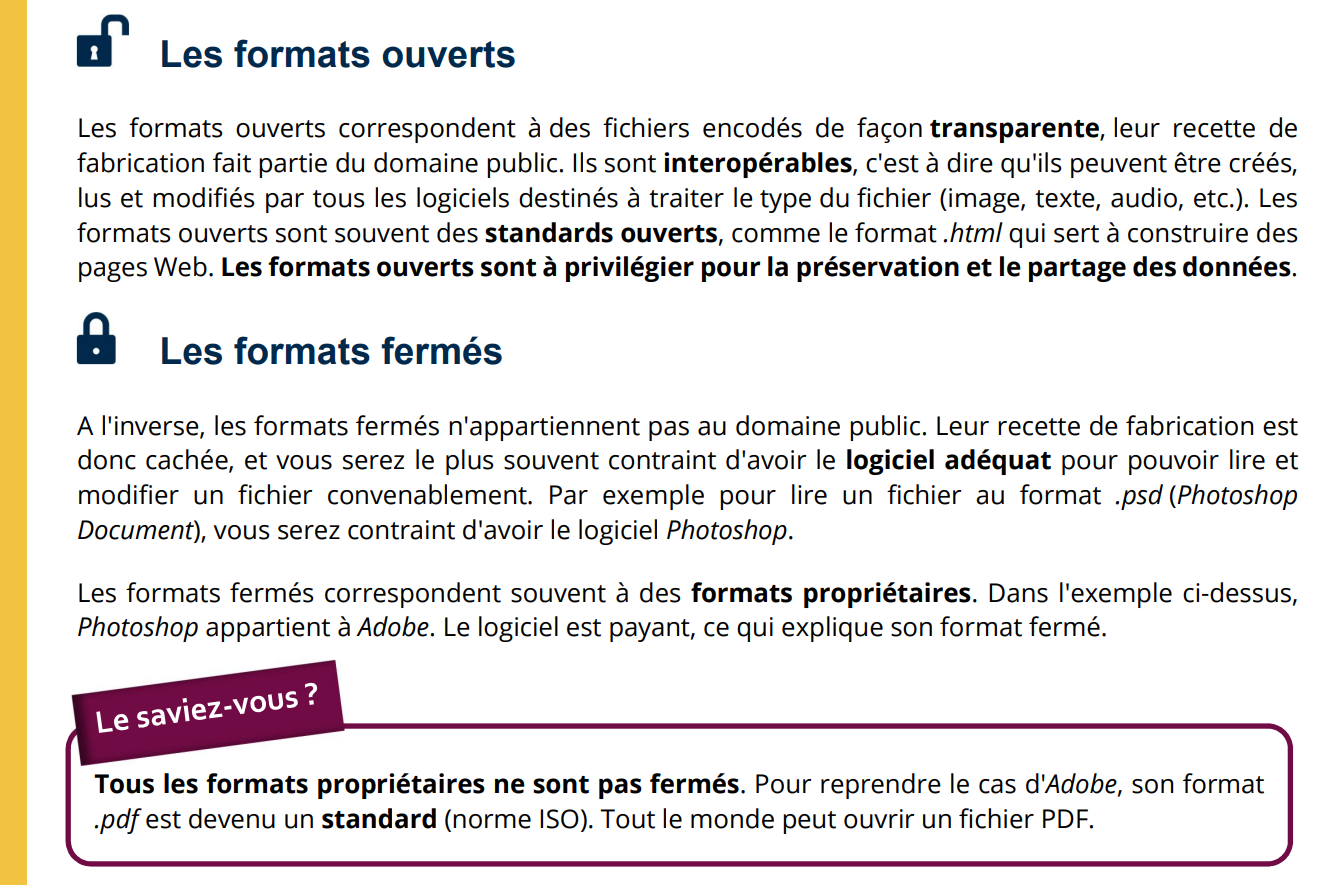 Les formats ouverts
Les formats ouverts correspondent à des fichiers encodés de façon transparente, leur recette de
fabrication fait partie du domaine public. Ils sont interopérables, c'est à dire qu'ils peuvent être créés,
lus et modifiés par tous les logiciels destinés à traiter le type du fichier (image, texte, audio, etc.). Les
formats ouverts sont souvent des standards ouverts, comme le format .html qui sert à construire des
pages Web. Les formats ouverts sont à privilégier pour la préservation et le partage des données.
Les formats fermés
A l'inverse, les formats fermés n'appartiennent pas au domaine public. Leur recette de fabrication est
donc cachée, et vous serez le plus souvent contraint d'avoir le logiciel adéquat pour pouvoir lire et
modifier un fichier convenablement. Par exemple pour lire un fichier au format .psd (Photoshop
Document), vous serez contraint d'avoir le logiciel Photoshop.
Les formats fermés correspondent souvent à des formats propriétaires. Dans l'exemple ci-dessus,
Photoshop appartient à Adobe. Le logiciel est payant, ce qui explique son format fermé.
Le saviez-vous ?
Tous les formats propriétaires ne sont pas fermés. Pour reprendre le cas d'Adobe, son format
.pdf est devenu un standard (norme ISO). Tout le monde peut ouvrir un fichier PDF.